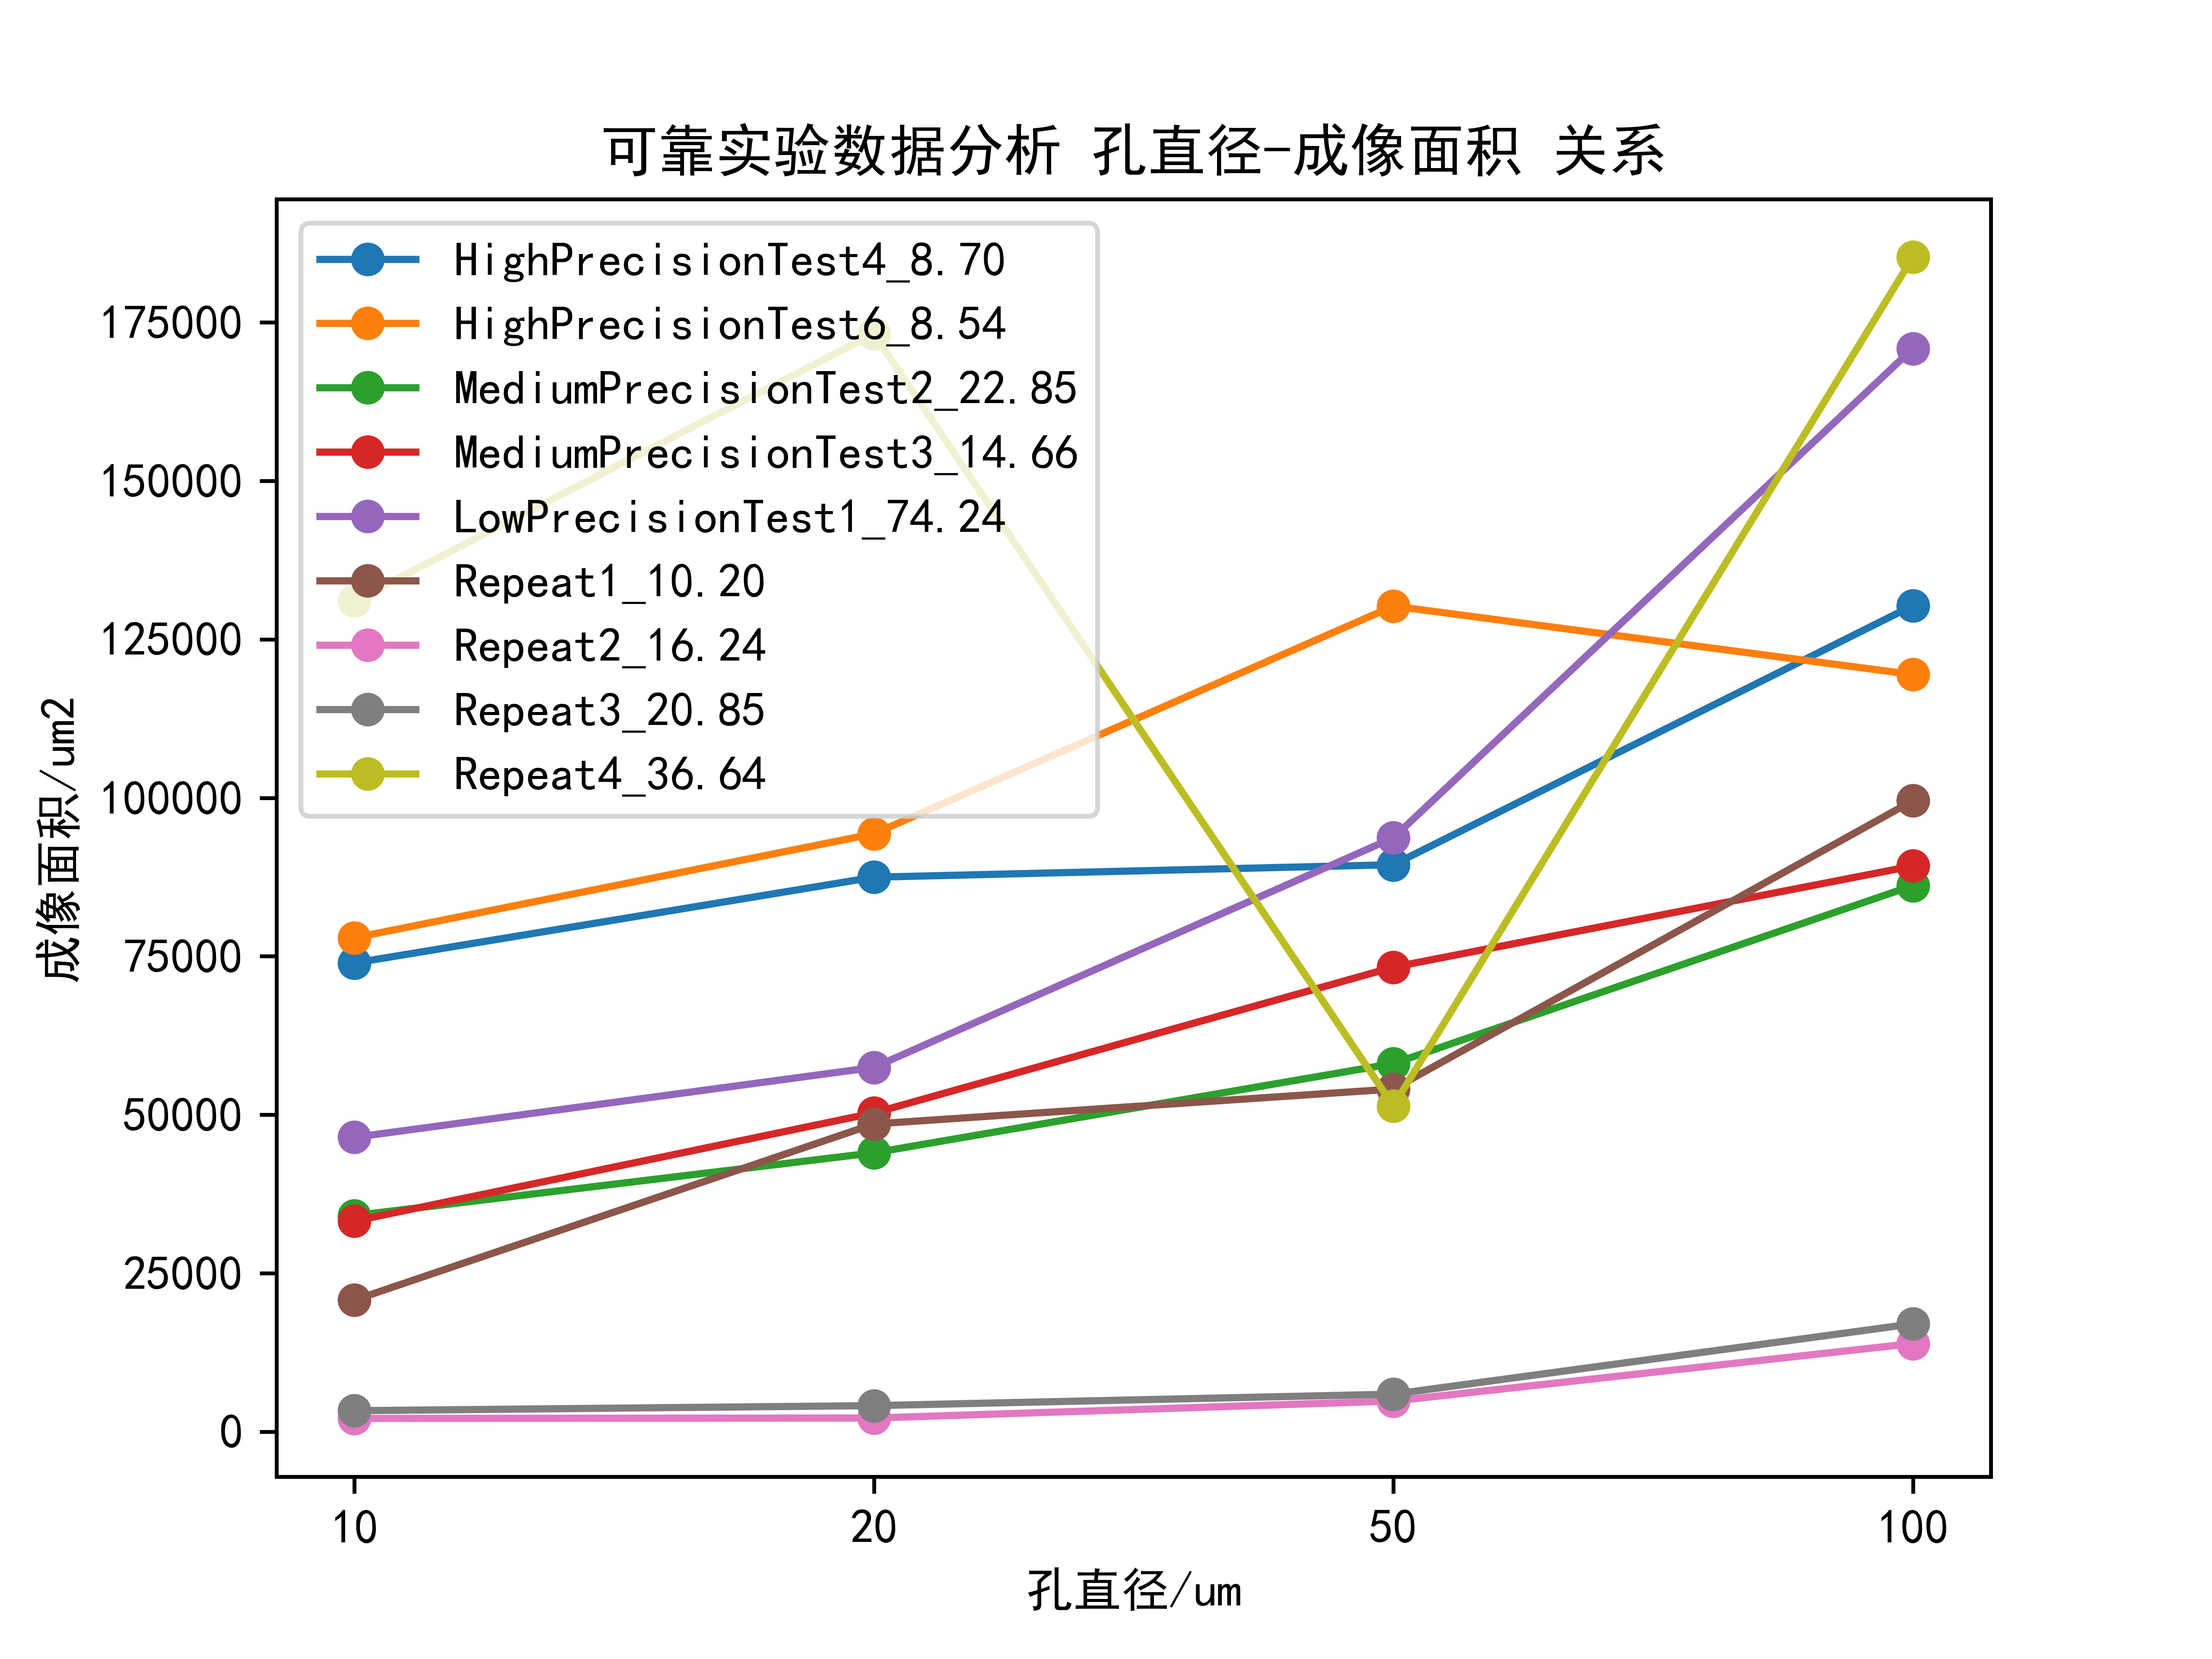 可靠实验数据分析 孔直径-成像面积 关系
HighPrecisionTest4_8.70
HighPrecisionTest6_8.54
MediumPrecisionTest2_22.85
MediumPrecisionTest3_14.66
LowPrecisionTest1_74.24
Repeat1_10.20
Repeat2_16.24
Repeat3_20.85
Repeat4_36.64
175000
150000
125000
100000
75000
50000
25000
0
成像面积/um2
10 20 50 100
孔直径/um